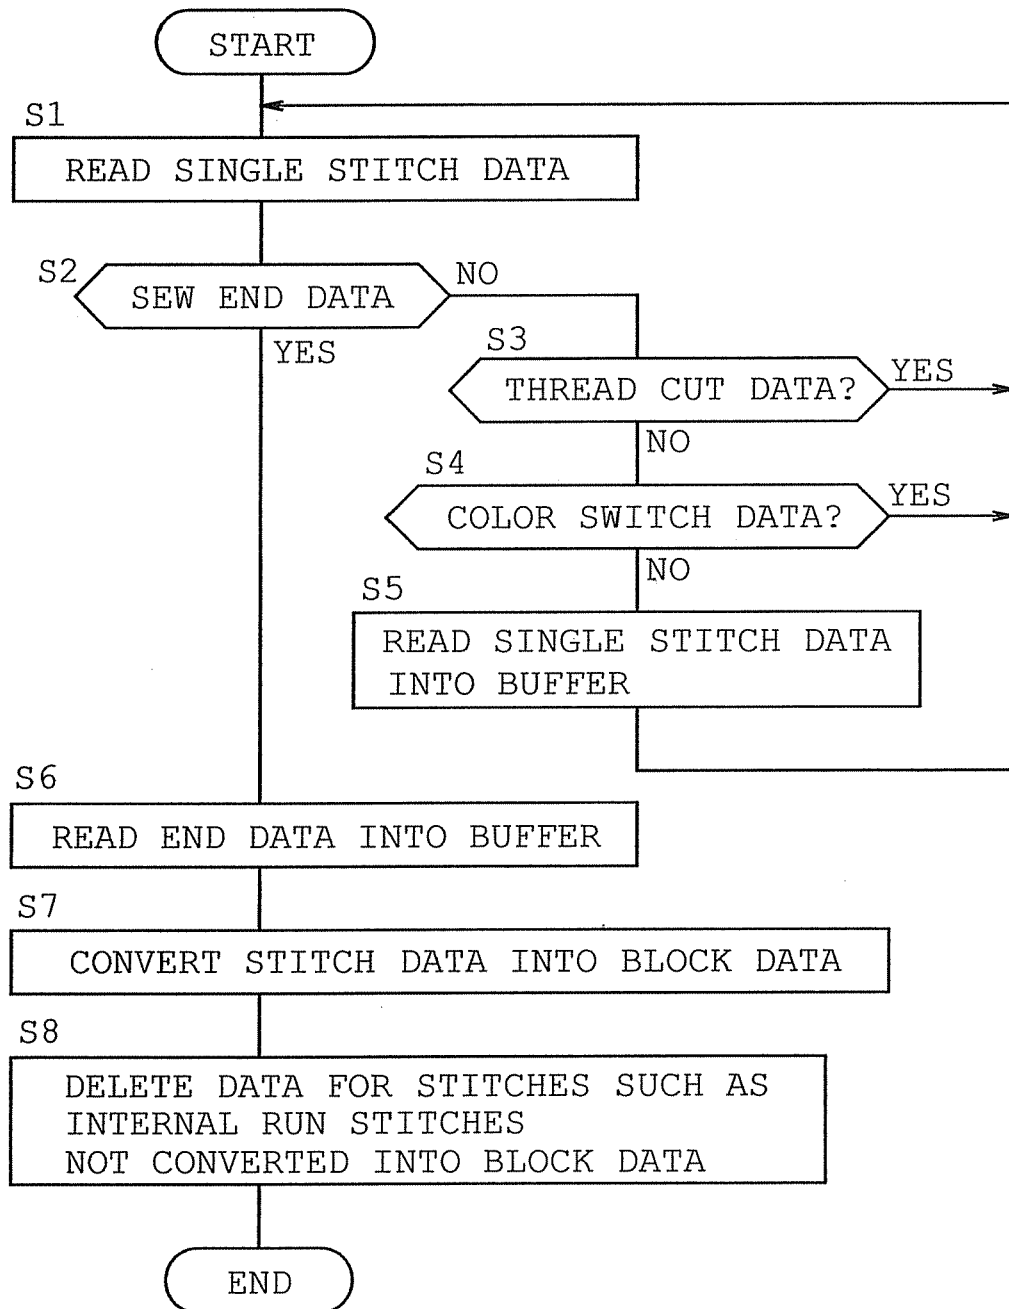 START
S1
READ SINGLE STITCH DATA
S2
SEW END DATA
NO
YES
S3
THREAD CUT DATA?
YES
NO
S4
COLOR SWITCH DATA?
YES
NO
S5
READ SINGLE STITCH DATA
INTO BUFFER
S6
READ END DATA INTO BUFFER
S7
CONVERT STITCH DATA INTO BLOCK DATA
S8
DELETE DATA FOR STITCHES SUCH AS
INTERNAL RUN STITCHES
NOT CONVERTED INTO BLOCK DATA
END